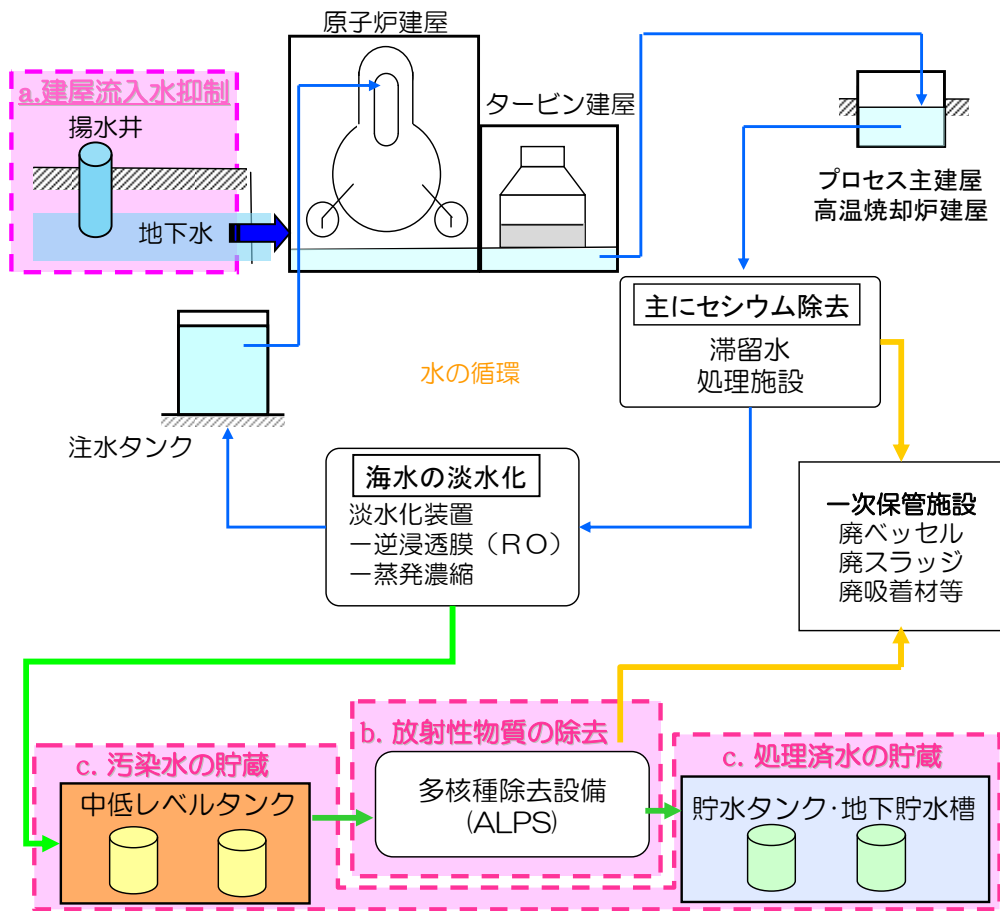 原子炉建屋
a.建屋流入水抑制
揚水井
地下水
タービン建屋
プロセス主建屋
高温焼却炉建屋
主にセシウム除去
滞留水
処理施設
水の循環
注水タンク
海水の淡水化
淡水化装置
－逆浸透膜（ＲＯ）
－蒸発濃縮
一次保管施設
廃ベッセル
廃スラッジ
廃吸着材等
b. 放射性物質の除去
多核種除去設備
(ALPS)
c. 汚染水の貯蔵
中低レベルタンク
c. 処理済水の貯蔵
貯水タンク･地下貯水槽